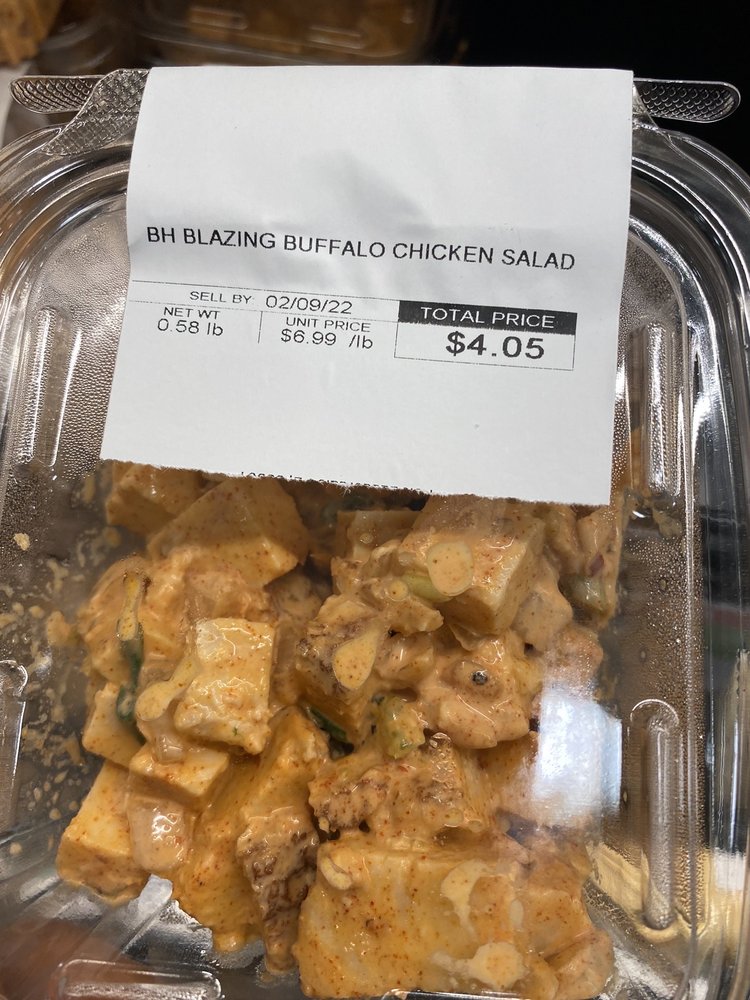 BH BLAZING BUFFALO CHICKEN SALAD
SELL BY: 02/09/22
NET WT
0.58 lb
UNIT PRICE
$6.99 /lb
TOTAL PRICE
$4.05